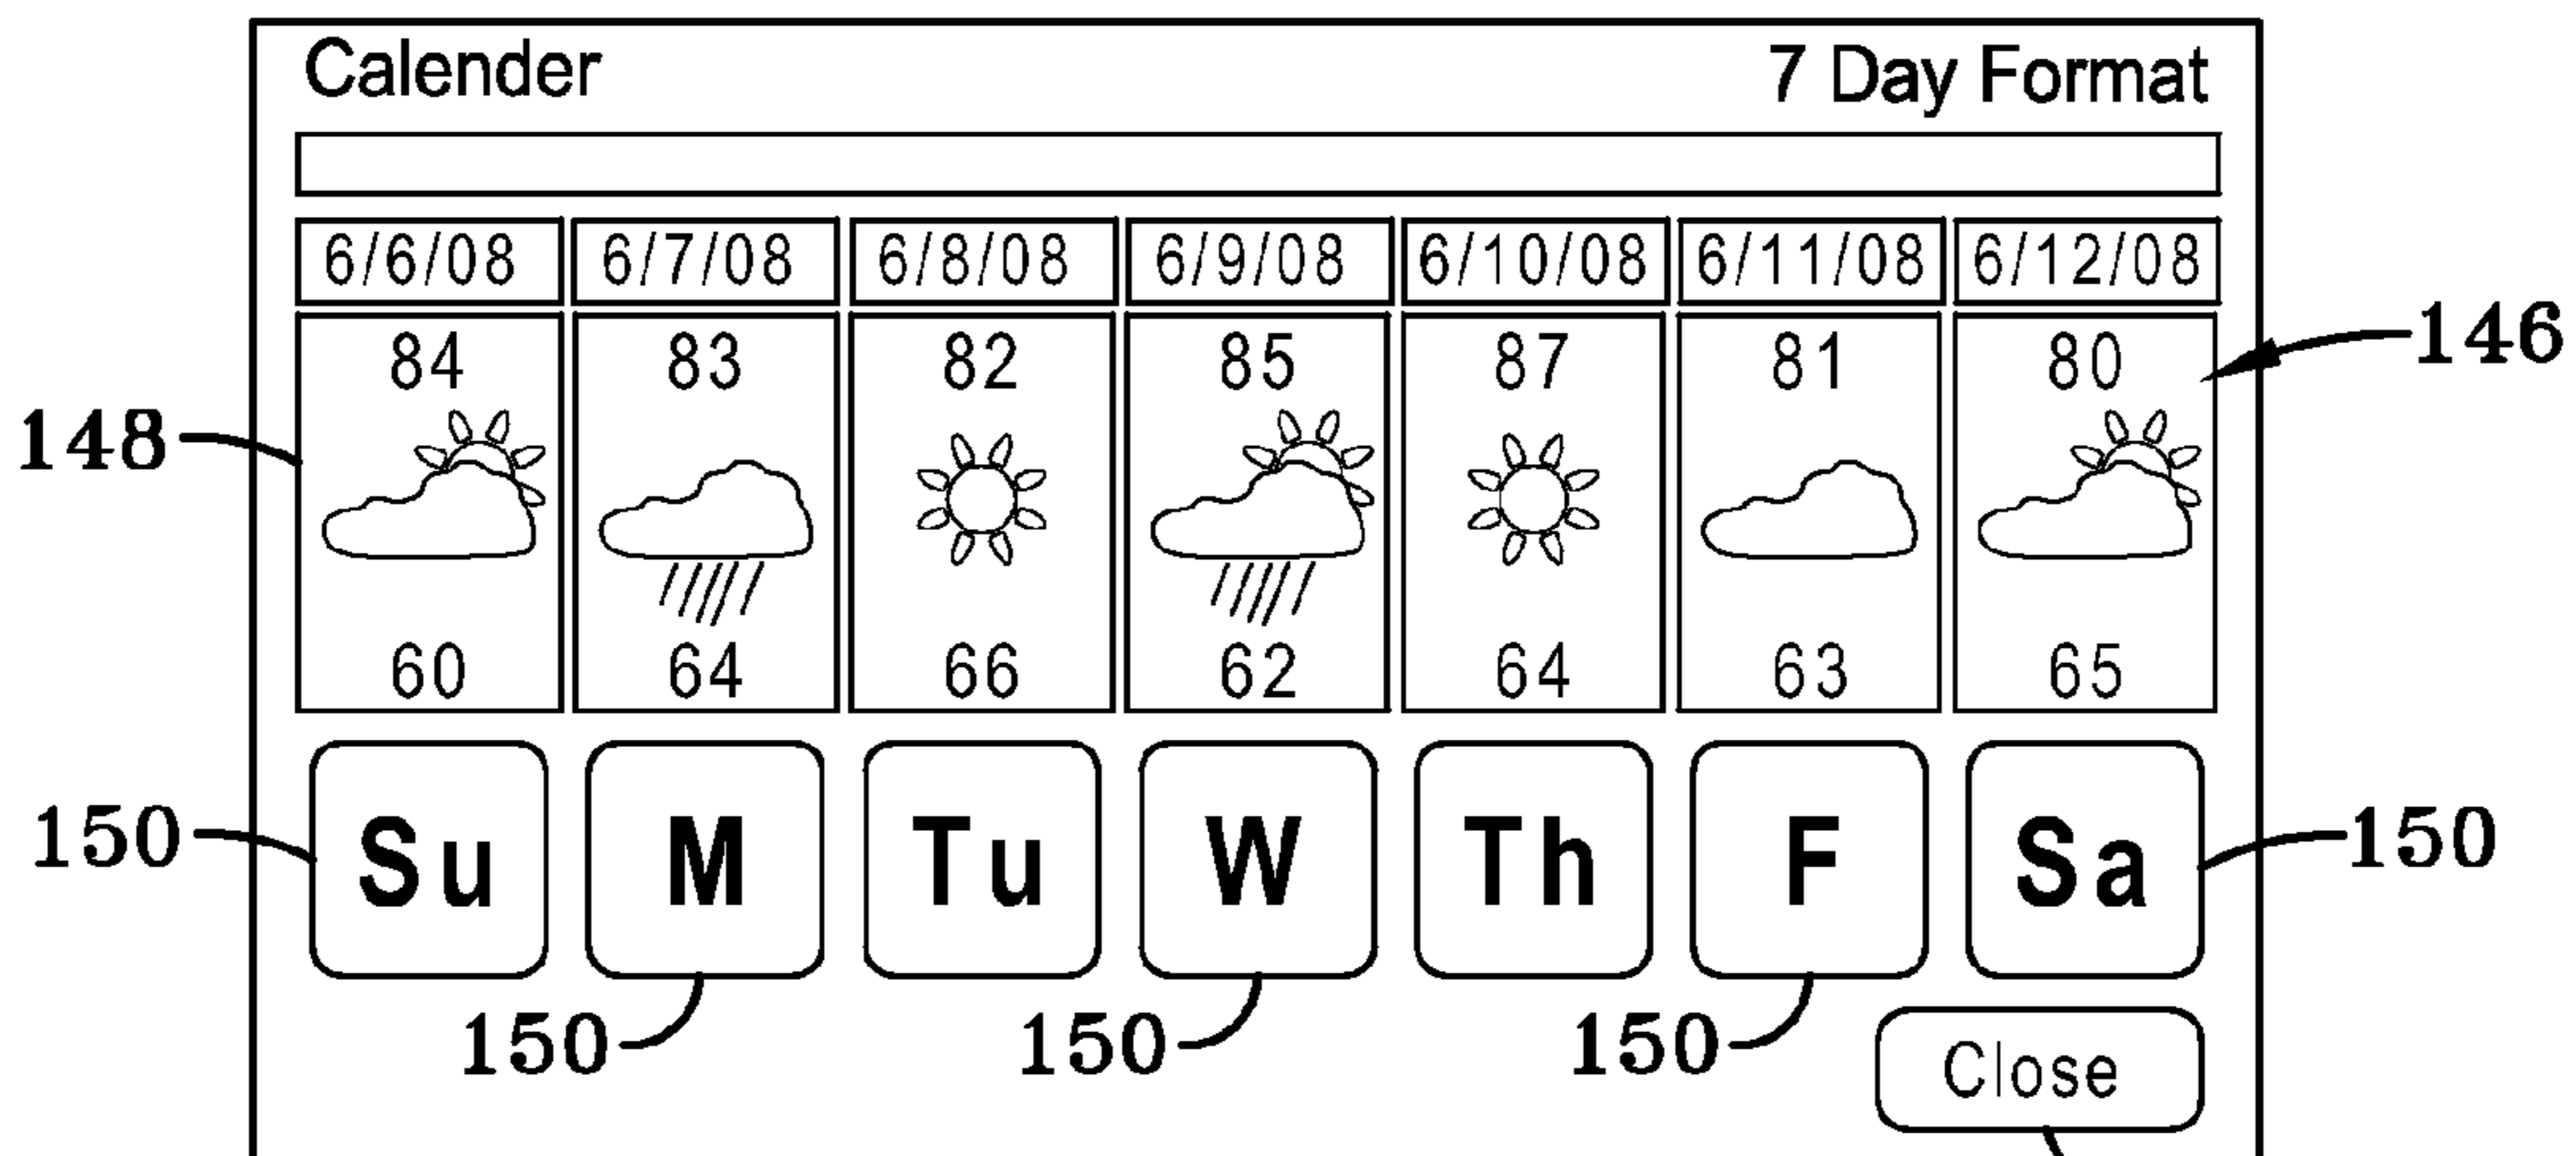 Calender 7 Day Format
6/6/08 6/7/08 6/8/08 6/9/08 6/10/08 6/11/08 6/12/08
84 83 82 85 87 81 80
146
148
60 64 66 62 64 63 65
150 Su M Tu W Th F Sa 150
150 150 150
Close